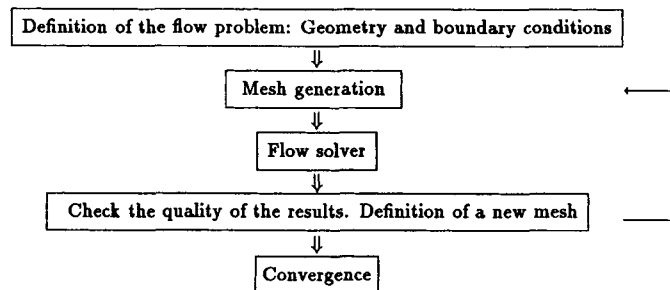 Definition of the flow problem: Geometry and boundary conditions
Mesh generation
Flow solver
Check the quality of the results. Definition of a new mesh
Convergence